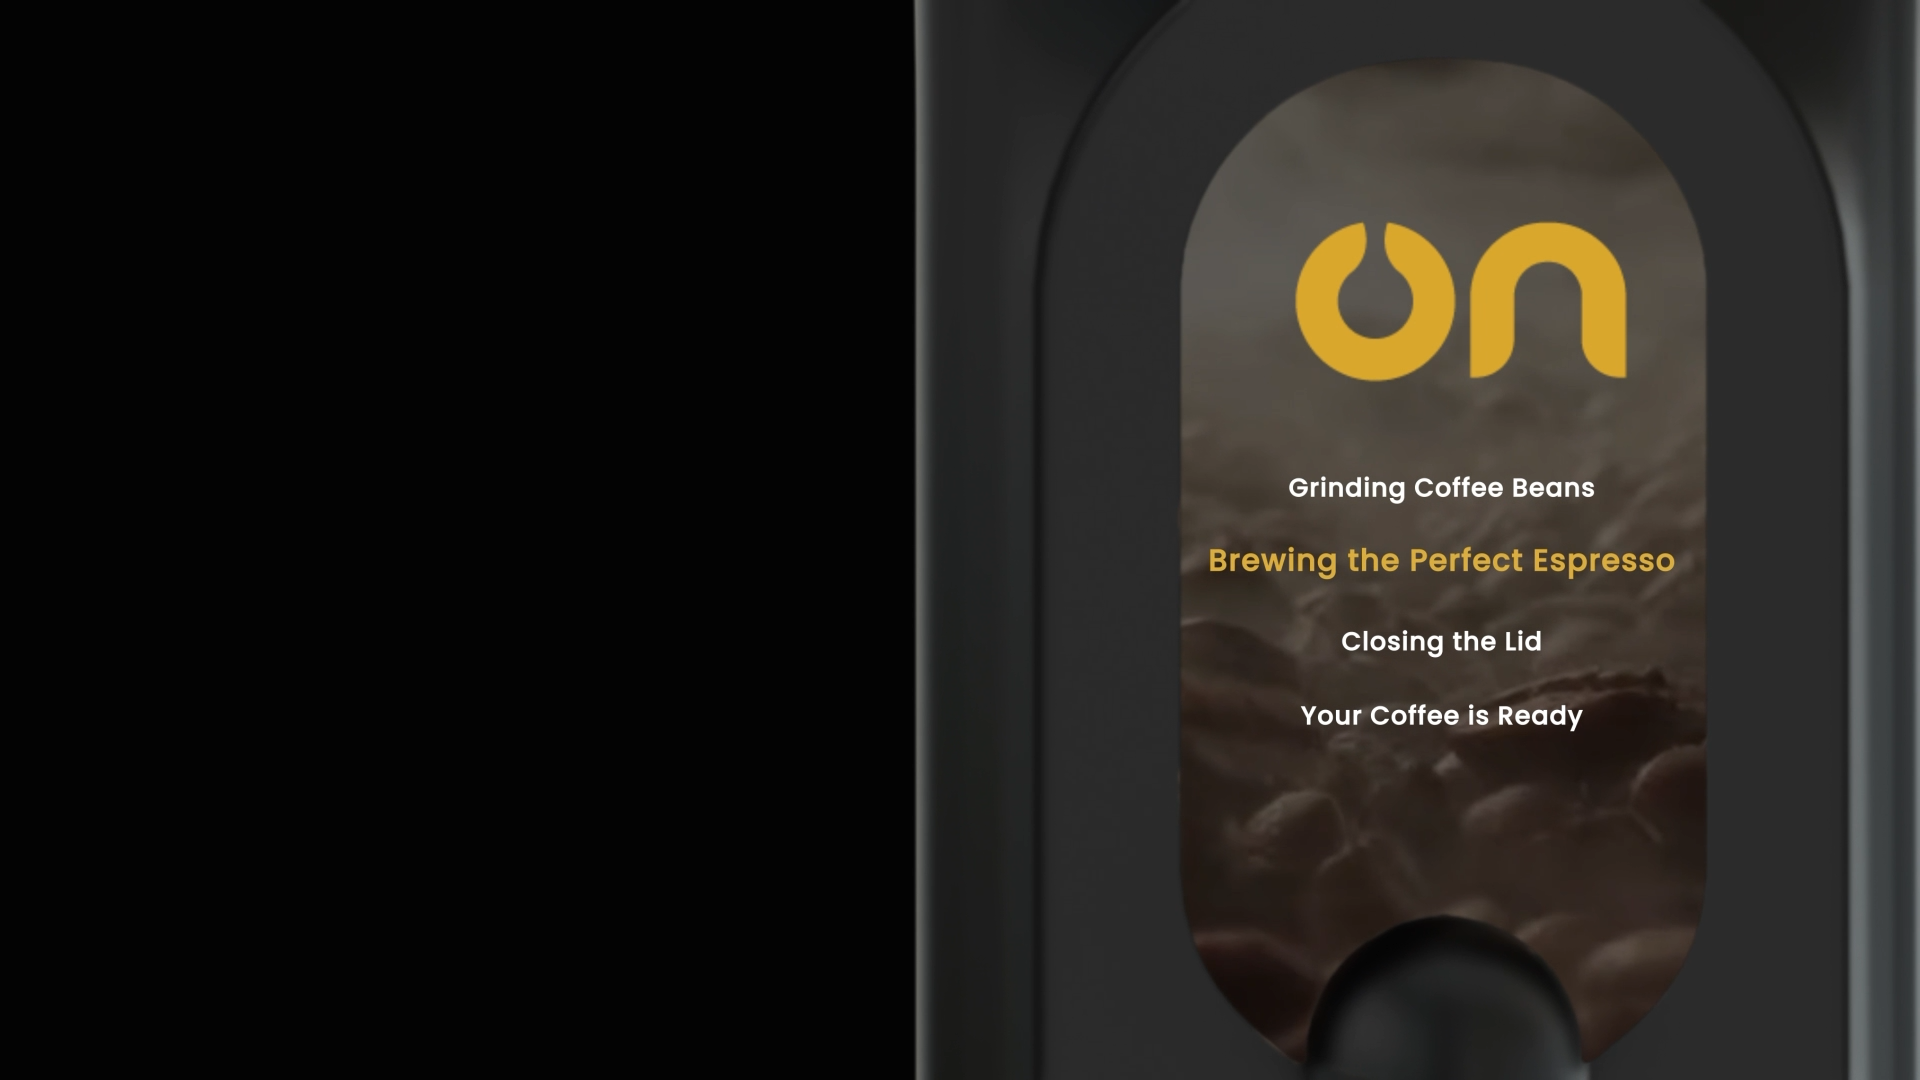 on
Grinding Coffee Beans
Brewing the Perfect Espresso
Closing the Lid
Your Coffee is Ready